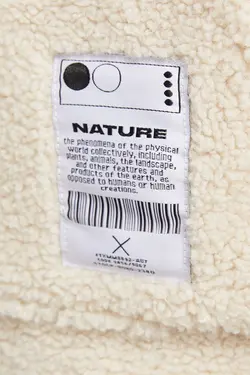 NATURE
the phenomena of the physical
world collectively, including
plants, animals, the landscape,
and other features and
products of the earth, as
opposed to humans or human
creations.